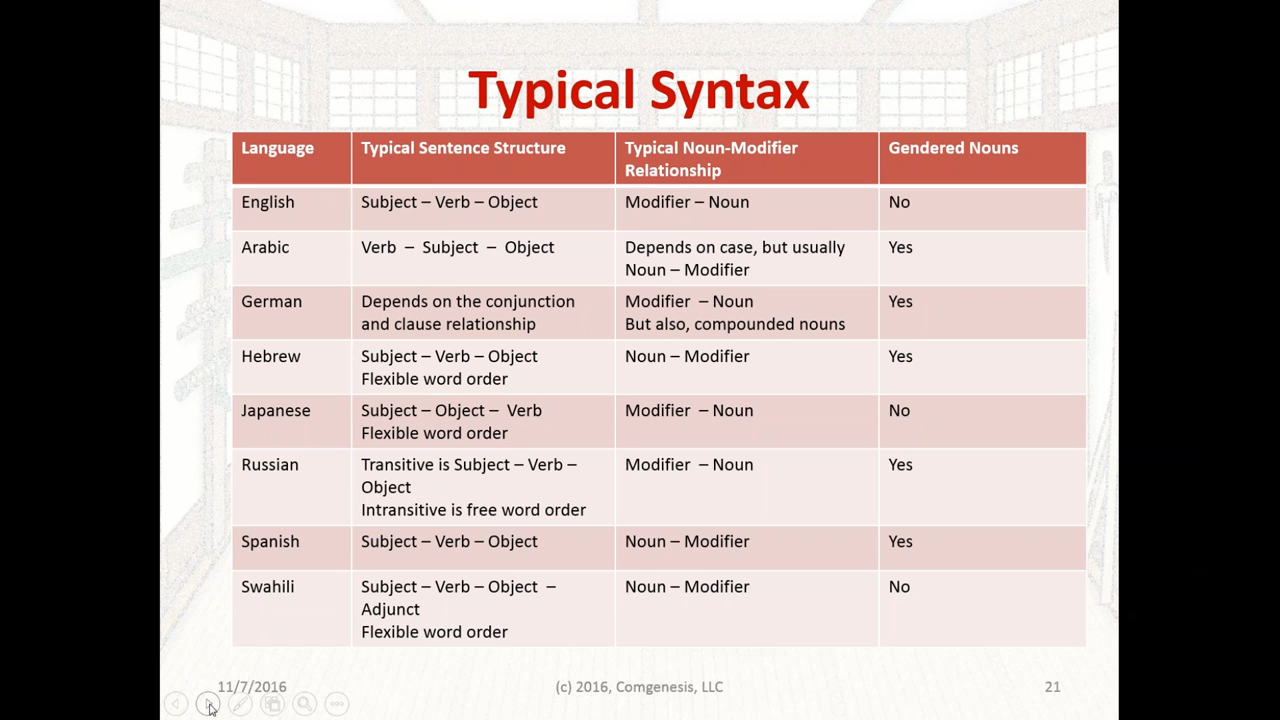 Typical Syntax
Language Typical Sentence Structure Typical Noun-Modifier Relationship Gendered Nouns
English Subject – Verb – Object Modifier – Noun No
Arabic Verb – Subject – Object Depends on case, but usually Noun – Modifier Yes
German Depends on the conjunction and clause relationship Modifier – Noun But also, compounded nouns Yes
Hebrew Subject – Verb – Object Flexible word order Noun – Modifier Yes
Japanese Subject – Object – Verb Flexible word order Modifier – Noun No
Russian Transitive is Subject – Verb – Object Intransitive is free word order Modifier – Noun Yes
Spanish Subject – Verb – Object Noun – Modifier Yes
Swahili Subject – Verb – Object – Adjunct Flexible word order Noun – Modifier No
11/7/2016 (c) 2016, Comgenesis, LLC 21